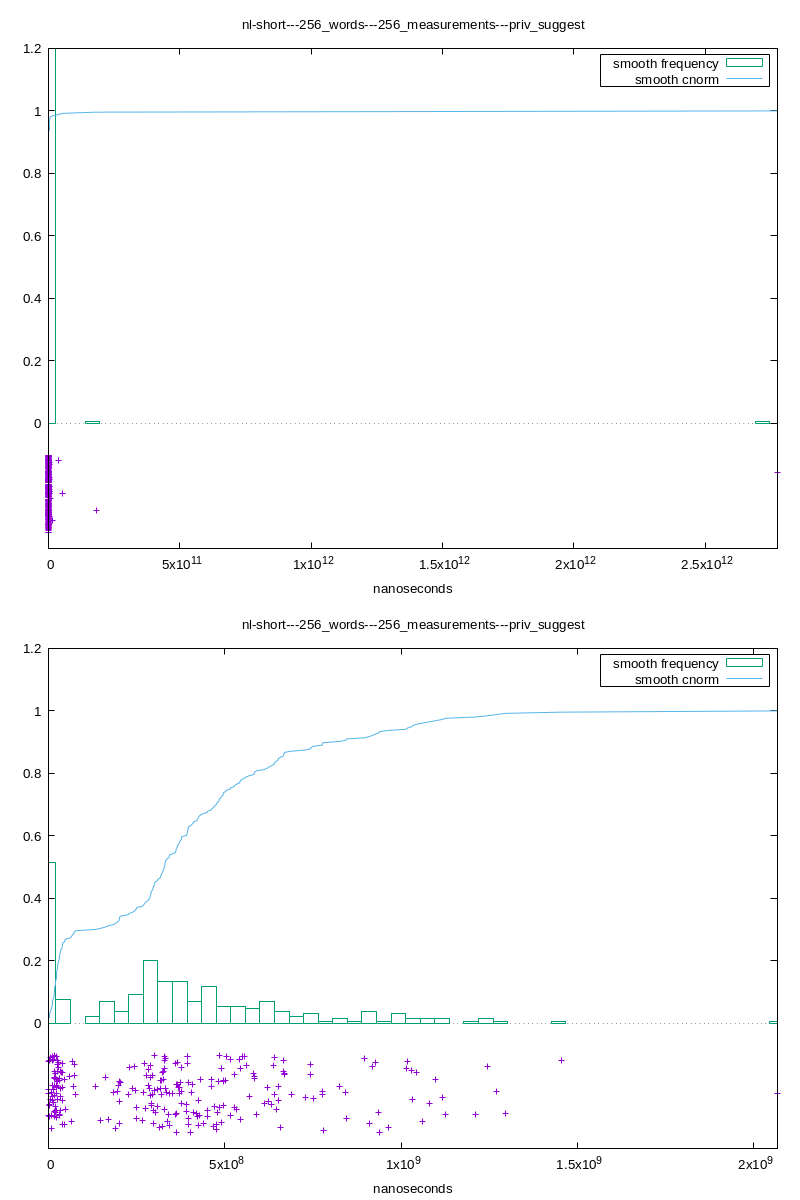 nl-short---256_words---256_measurements---priv_suggest
1.2
smooth frequency
smooth cnorm
1
0.8
0.6
0.4
0.2
0
0 5x10^11 1x10^12 1.5x10^12 2x10^12 2.5x10^12
nanoseconds
nl-short---256_words---256_measurements---priv_suggest
1.2
smooth frequency
smooth cnorm
1
0.8
0.6
0.4
0.2
0
0 5x10^8 1x10^9 1.5x10^9 2x10^9
nanoseconds